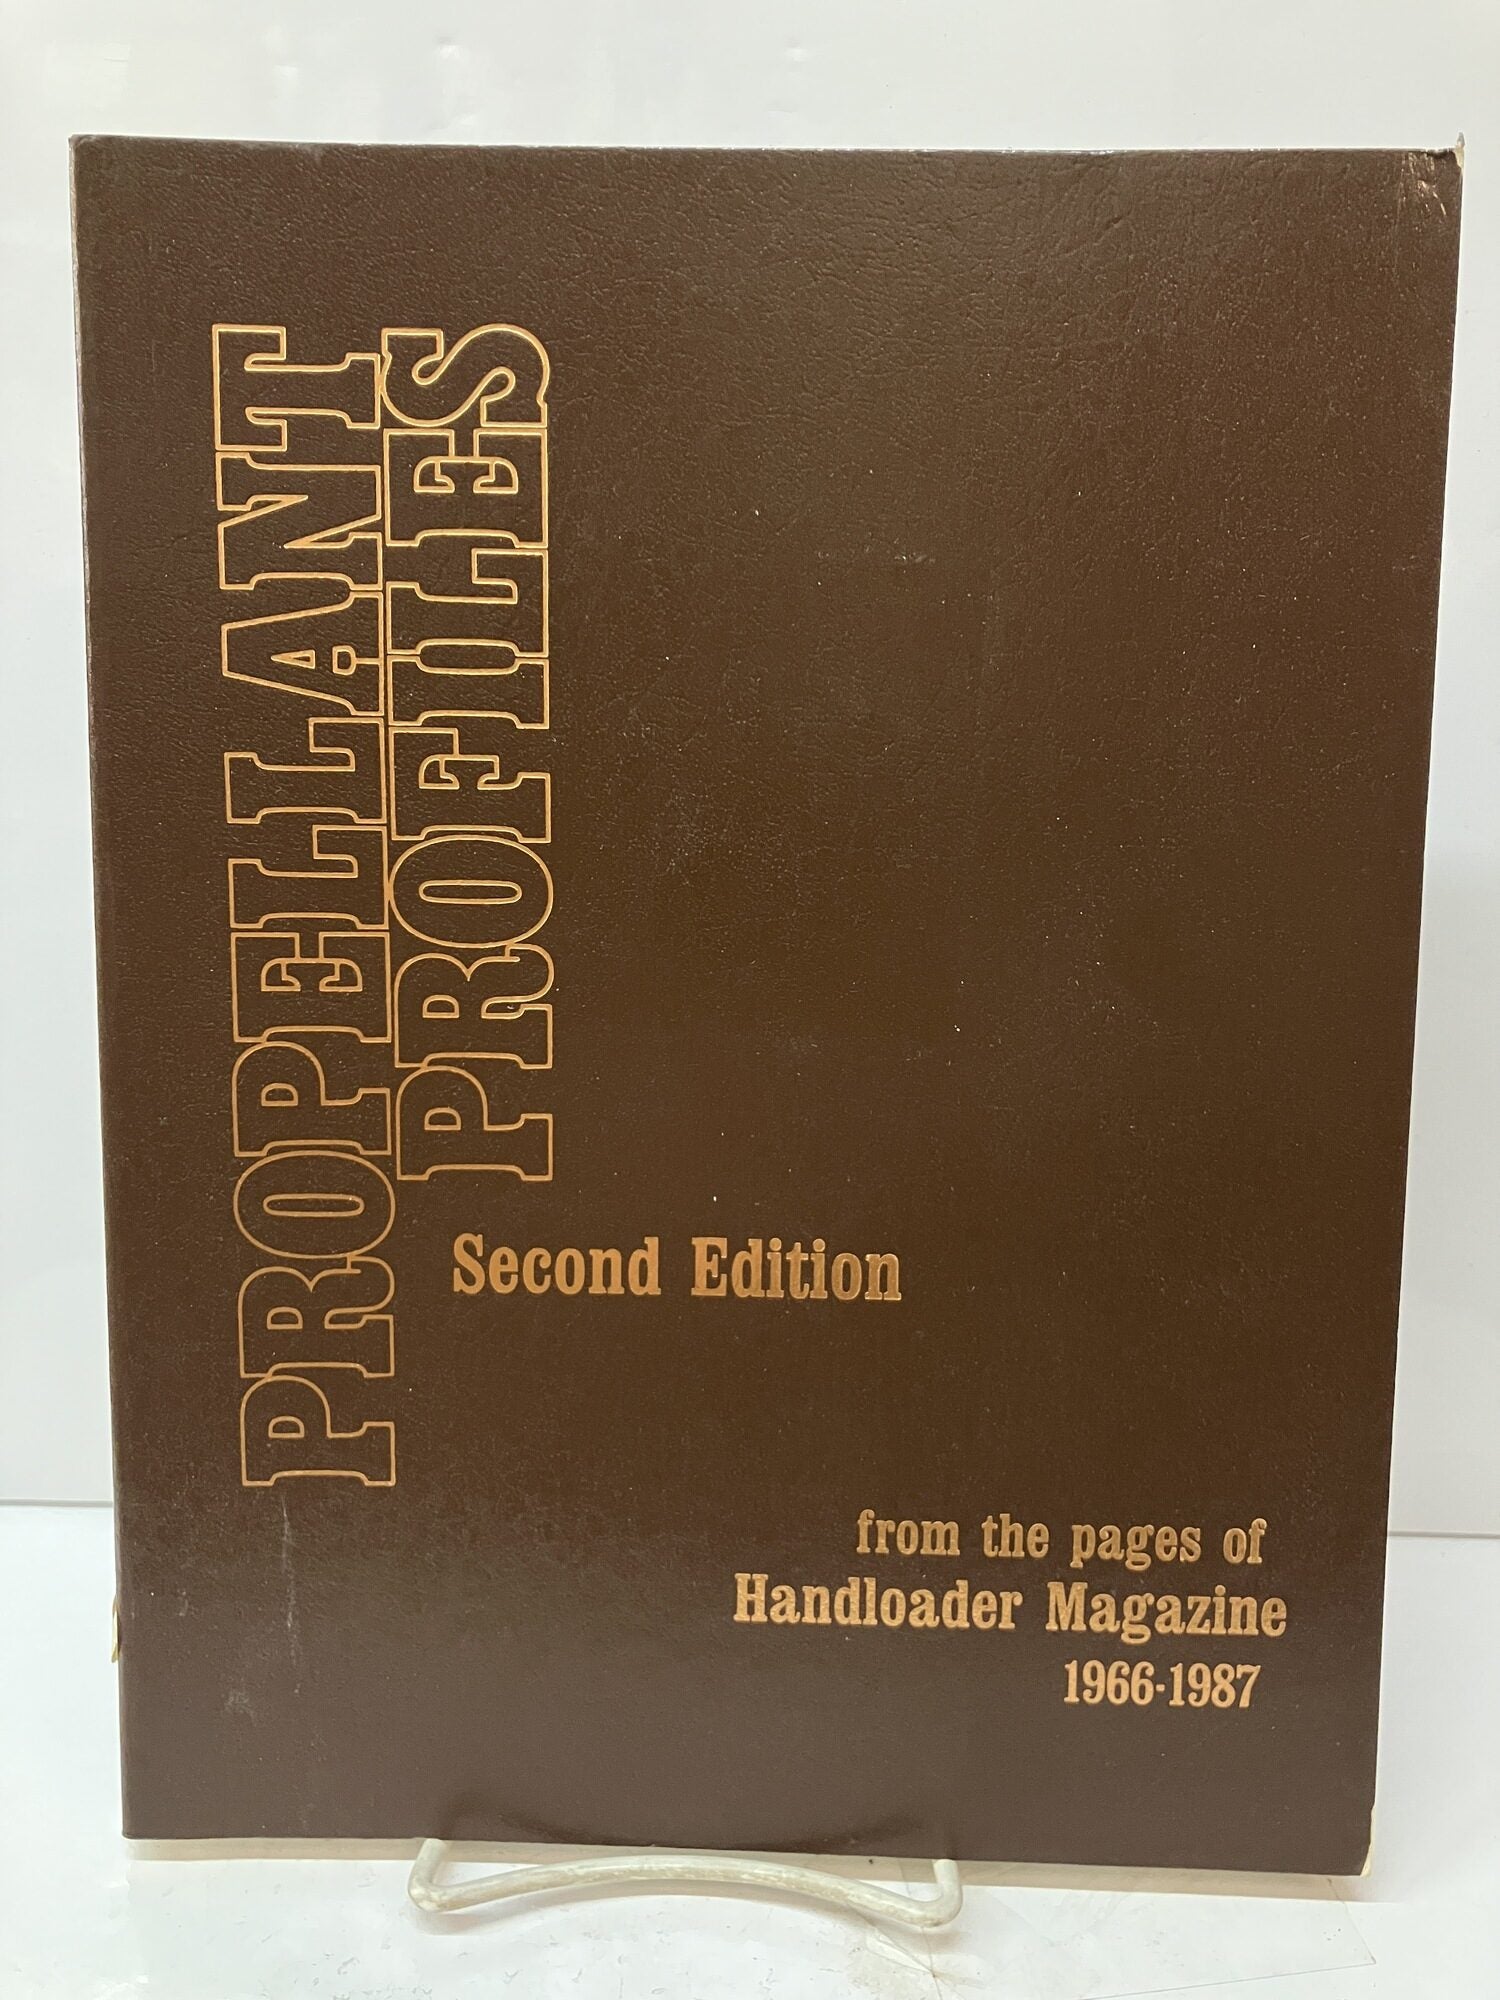 PROPELLANT
PROFILES
Second Edition
from the pages of
Handloader Magazine
1966-1987